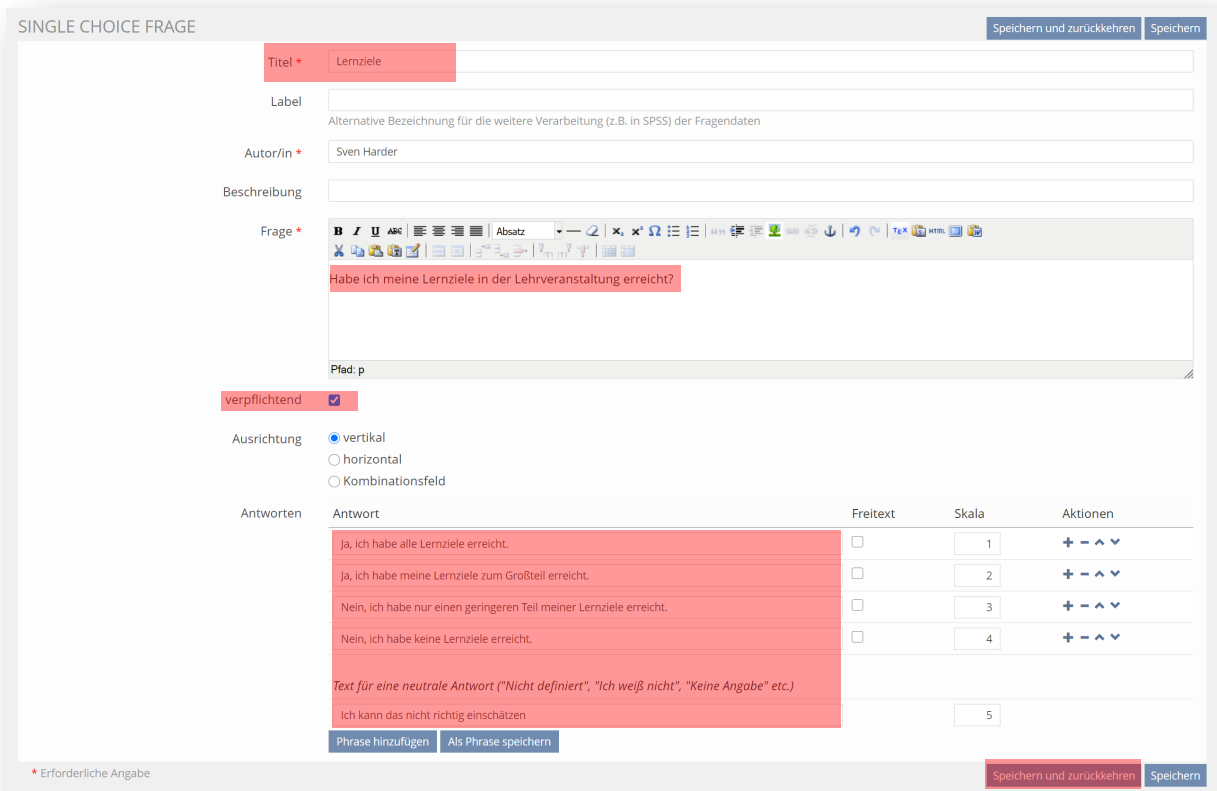 SINGLE CHOICE FRAGE
Speichern und zurückkehren Speichern
Titel * Lernziele
Label
Alternative Bezeichnung für die weitere Verarbeitung (z.B. in SPSS) der Fragendaten
Autor/in * Sven Harder
Beschreibung
Frage * B I U ABC Absatz TEX HTML
Habe ich meine Lernziele in der Lehrveranstaltung erreicht?
Pfad: p
verpflichtend
Ausrichtung vertikal
horizontal
Kombinationsfeld
Antworten Antwort Freitext Skala Aktionen
Ja, ich habe alle Lernziele erreicht. 1
Ja, ich habe meine Lernziele zum Großteil erreicht. 2
Nein, ich habe nur einen geringeren Teil meiner Lernziele erreicht. 3
Nein, ich habe keine Lernziele erreicht. 4
Text für eine neutrale Antwort ("Nicht definiert", "Ich weiß nicht", "Keine Angabe" etc.)
Ich kann das nicht richtig einschätzen 5
Phrase hinzufügen Als Phrase speichern
* Erforderliche Angabe Speichern und zurückkehren Speichern